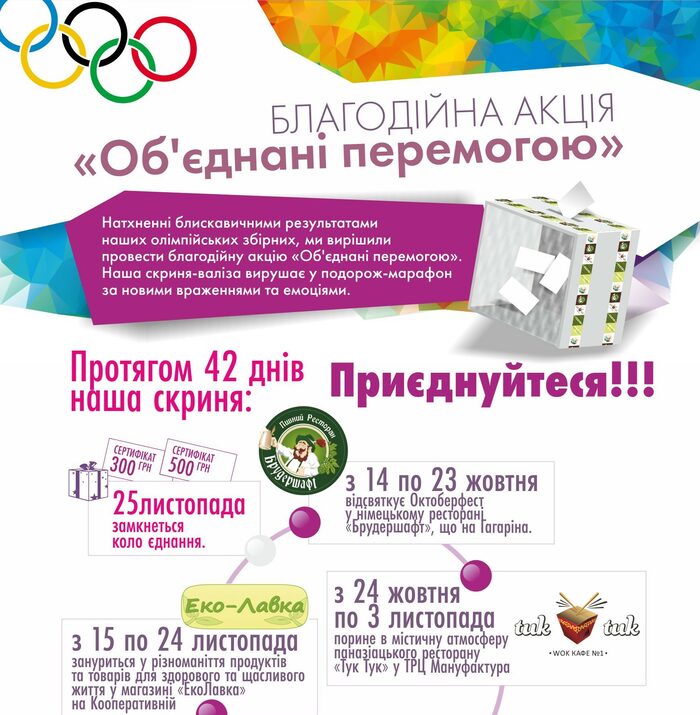 БЛАГОДІЙНА АКЦІЯ
«Об'єднані перемогою»
Натхненні блискавичними результатами
наших олімпійських збірних, ми вирішили
провести благодійну акцію «Об'єднані перемогою».
Наша скриня-валіза вирушає у подорож-марафон
за новими враженнями та емоціями.
Протягом 42 днів
наша скриня:
Приєднуйтеся!!!
Пивний Ресторан
Брудершафт
СЕРТИФІКАТ
300 ГРН
СЕРТИФІКАТ
500 ГРН
25листопада
замкнеться
коло єднання.
з 14 по 23 жовтня
відсвяткує Октоберфест
у німецькому ресторані
«Брудершафт», що на Гагаріна.
з 24 жовтня
по 3 листопада
порине в містичну атмосферу
паназіацького ресторану
«Тук Тук» у ТРЦ Мануфактура
tuk tuk
• WOK КАФЕ №1 •
Еко-Лавка
з 15 по 24 листопада
зануриться у різноманіття продуктів
та товарів для здорового та щасливого
життя у магазині «ЕкоЛавка»
на Кооперативній